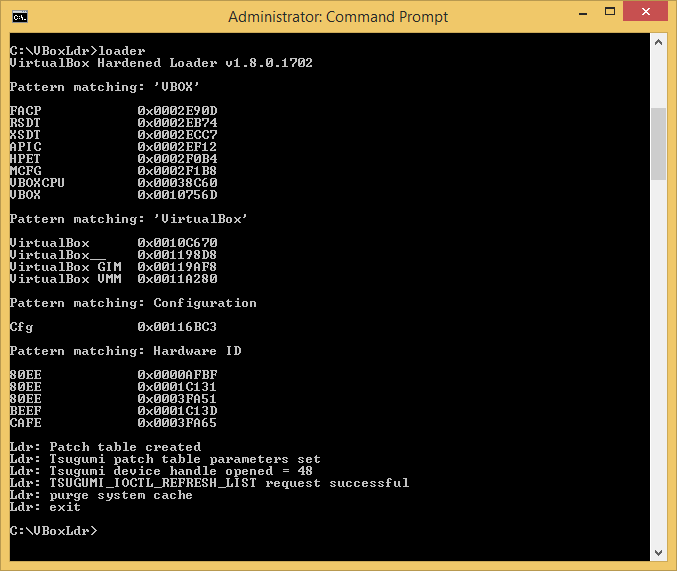 Administrator: Command Prompt
C:\VBoxLdr>loader
VirtualBox Hardened Loader v1.8.0.1702
Pattern matching: 'VBOX'
FACP 0x0002E90D
RSDT 0x0002EB74
XSDT 0x0002ECC7
APIC 0x0002EF12
HPET 0x0002F0B4
MCFG 0x0002F1B8
VBOXCPU 0x00038C60
VBOX 0x0010756D
Pattern matching: 'VirtualBox'
VirtualBox 0x0010C670
VirtualBox__ 0x001198D8
VirtualBox GIM 0x00119AF8
VirtualBox VMM 0x0011A280
Pattern matching: Configuration
Cfg 0x00116BC3
Pattern matching: Hardware ID
80EE 0x0000AFBF
80EE 0x0001C131
80EE 0x0003FA51
BEEF 0x0001C13D
CAFE 0x0003FA65
Ldr: Patch table created
Ldr: Tsugumi patch table parameters set
Ldr: Tsugumi device handle opened = 48
Ldr: TSUGUMI_IOCTL_REFRESH_LIST request successful
Ldr: purge system cache
Ldr: exit
C:\VBoxLdr>